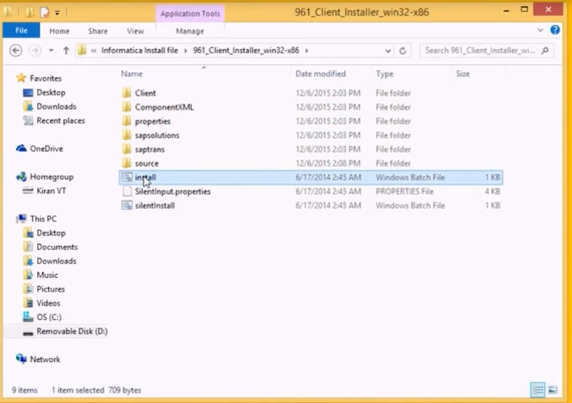 Application Tools
961_Client_Installer_win32-x86
File Home Share View Manage
« Informatica Install file ▸ 961_Client_Installer_win32-x86 ▸ Search 961_Client_Installer_wi...
Name Date modified Type Size
Favorites
Desktop
Downloads
Recent places
OneDrive
Homegroup
Kiran VT
This PC
Desktop
Documents
Downloads
Music
Pictures
Videos
OS (C:)
Removable Disk (D:)
Network
Client 12/6/2015 2:03 PM File folder
ComponentXML 12/6/2015 2:03 PM File folder
properties 12/6/2015 2:03 PM File folder
sapsolutions 12/6/2015 2:03 PM File folder
saptrans 12/6/2015 2:03 PM File folder
source 12/6/2015 2:08 PM File folder
install 6/17/2014 2:45 AM Windows Batch File 1 KB
SilentInput.properties 6/17/2014 2:45 AM PROPERTIES File 4 KB
silentInstall 6/17/2014 2:45 AM Windows Batch File 1 KB
9 items 1 item selected 709 bytes